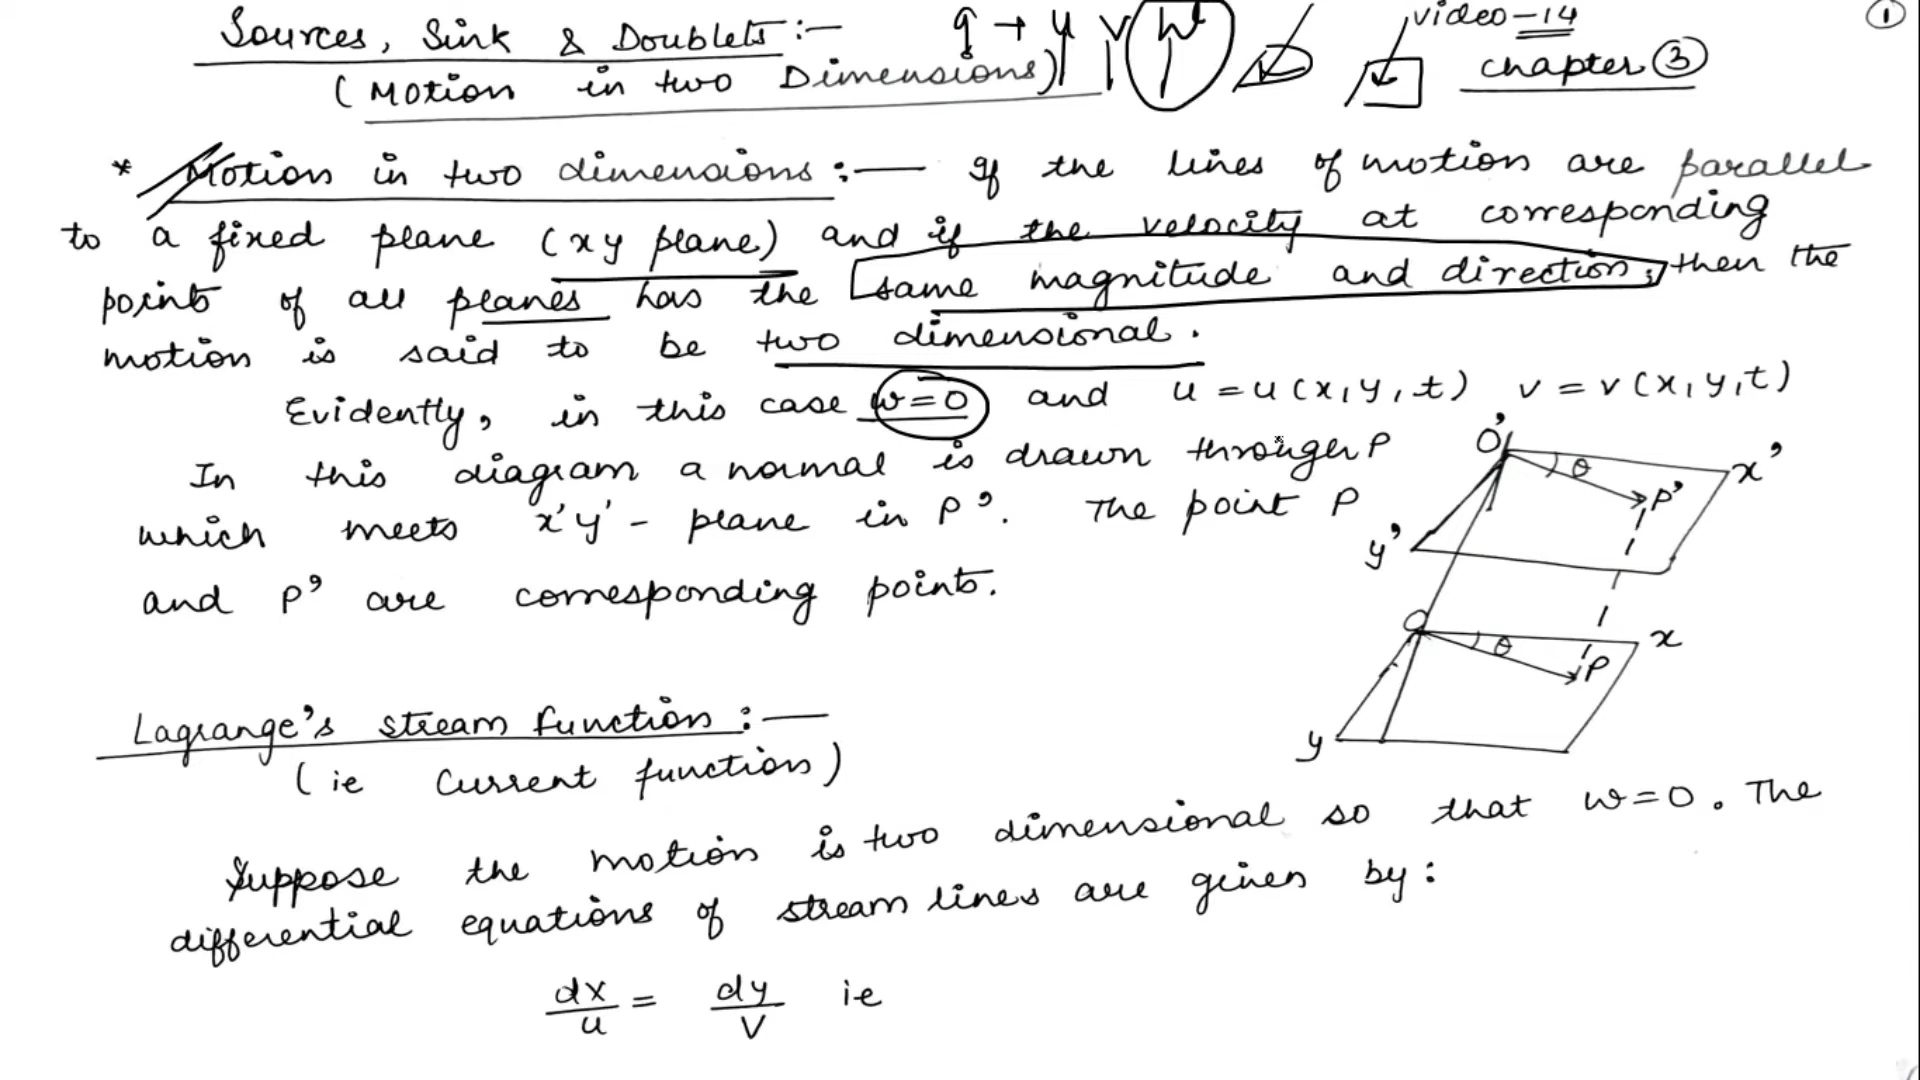 Sources, Sink & Doublets :— q → u v w video-14 ①
(Motion in two Dimensions) chapter ③
* Motion in two dimensions :— If the lines of motion are parallel
to a fixed plane (xy plane) and if the velocity at corresponding
points of all planes has the same magnitude and direction, then the
motion is said to be two dimensional.
Evidently, in this case w=0 and u = u(x,y,t) v = v(x,y,t)
In this diagram a normal is drawn through P
which meets x'y' - plane in P'. The point P
and P' are corresponding points.
O' θ P' x'
y'
O θ P x
y
Lagrange's stream function :—
(ie Current function)
Suppose the motion is two dimensional so that w=0. The
differential equations of stream lines are given by:
dx/u = dy/v ie